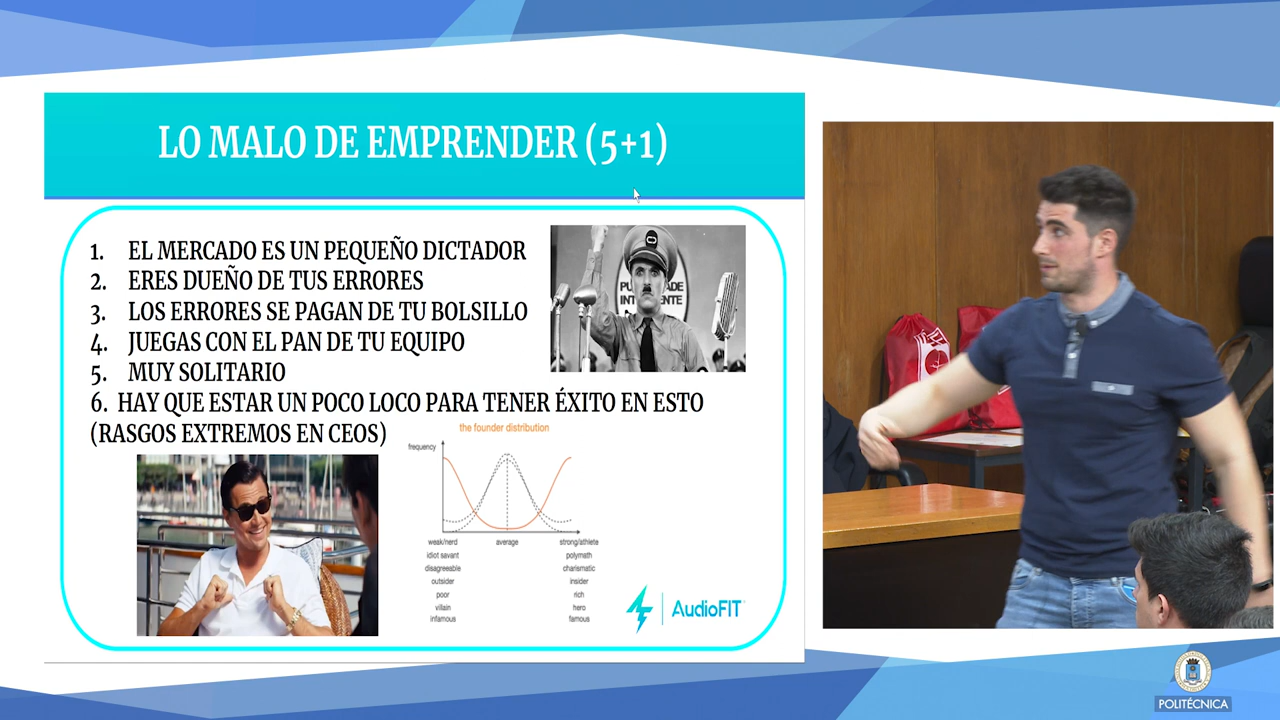 LO MALO DE EMPRENDER (5+1)
1. EL MERCADO ES UN PEQUEÑO DICTADOR
2. ERES DUEÑO DE TUS ERRORES
3. LOS ERRORES SE PAGAN DE TU BOLSILLO
4. JUEGAS CON EL PAN DE TU EQUIPO
5. MUY SOLITARIO
6. HAY QUE ESTAR UN POCO LOCO PARA TENER ÉXITO EN ESTO
(RASGOS EXTREMOS EN CEOS)
the founder distribution
frequency
weak/nerd average strong/athlete
idiot savant polymath
disagreeable charismatic
outsider insider
poor rich
villain hero
infamous famous
AudioFIT
POLITÉCNICA